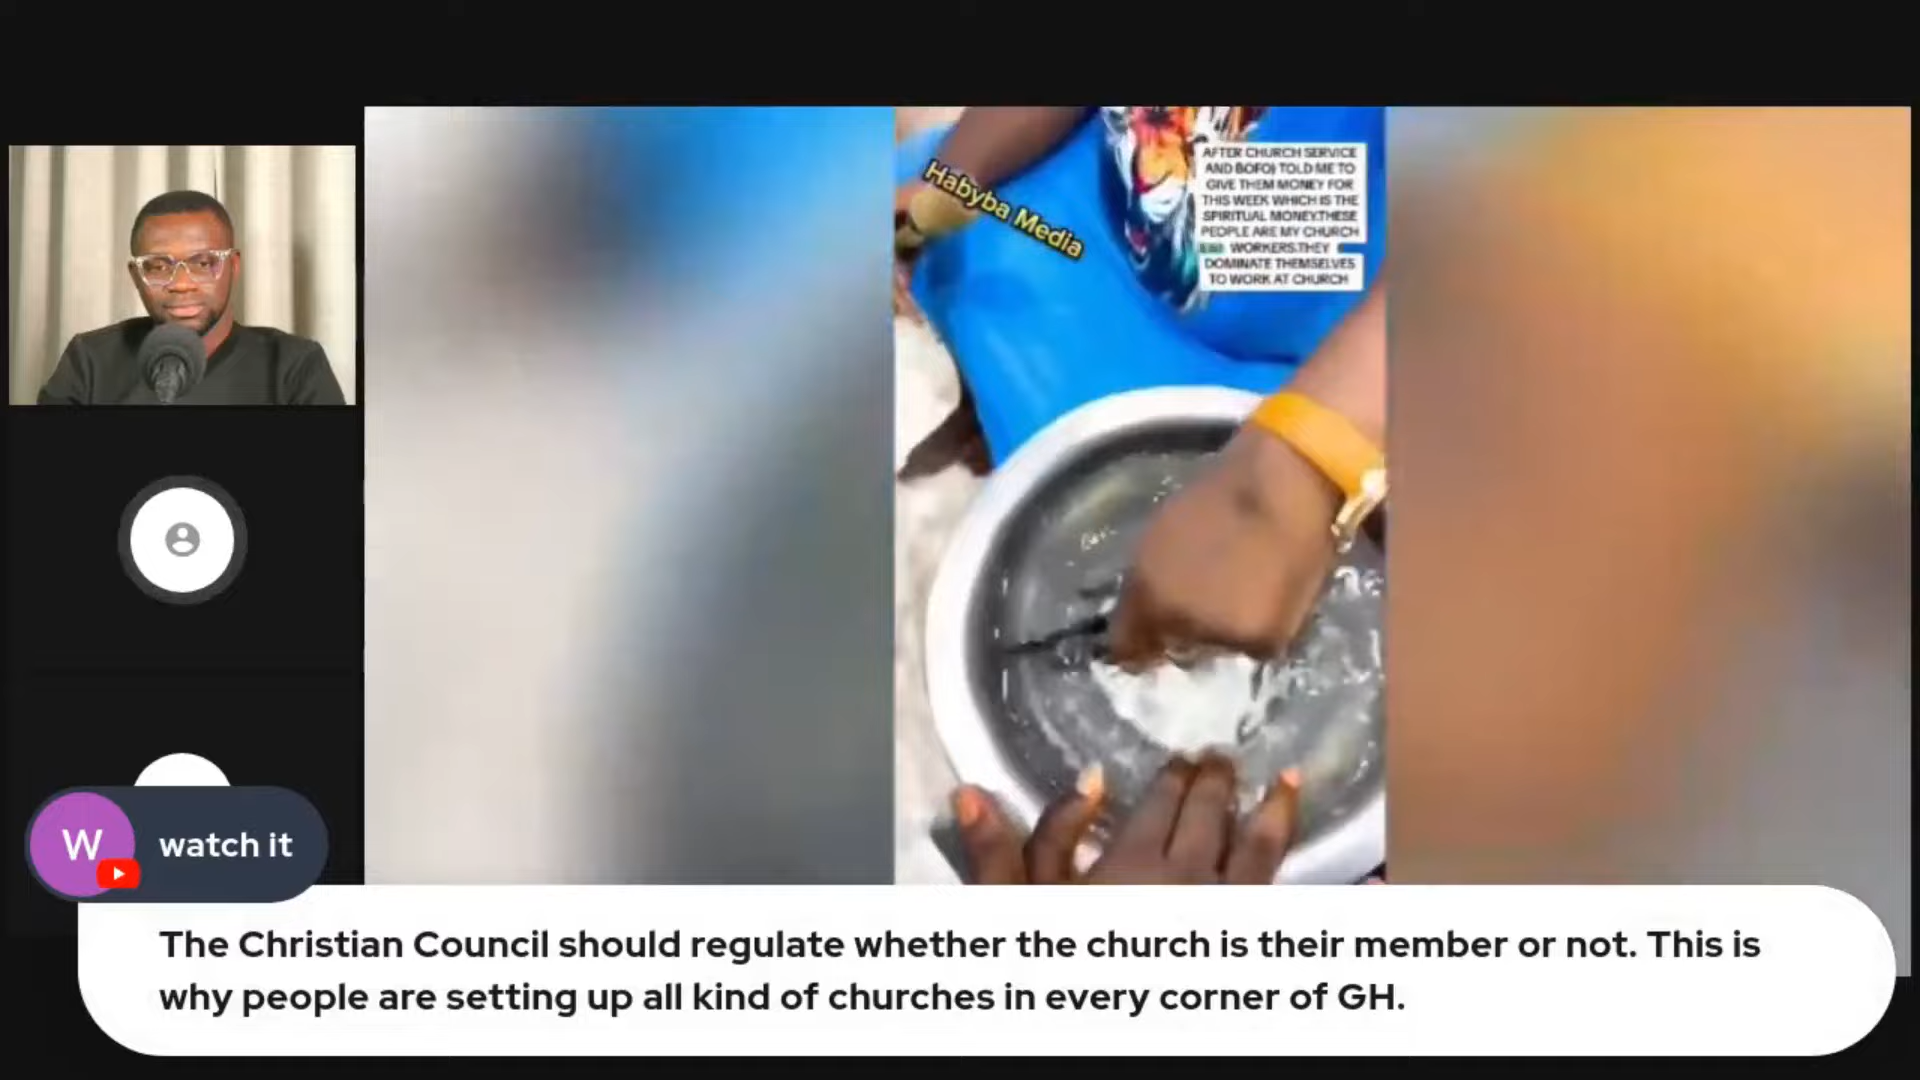 Habyba Media
AFTER CHURCH SERVICE
AND BOFO) TOLD ME TO
GIVE THEM MONEY FOR
THIS WEEK WHICH IS THE
SPIRITUAL MONEY.THESE
PEOPLE ARE MY CHURCH
WORKERS.THEY
DOMINATE THEMSELVES
TO WORK AT CHURCH
W
watch it
The Christian Council should regulate whether the church is their member or not. This is
why people are setting up all kind of churches in every corner of GH.